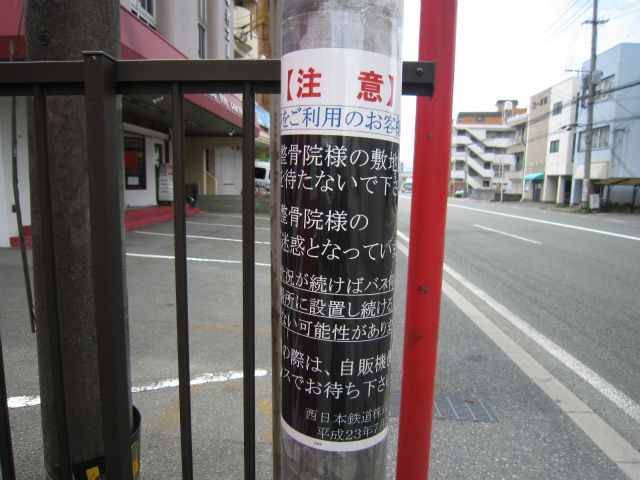 【注意】
をご利用のお客
整骨院様の敷地
待たないで下さ
整骨院様の
迷惑となってい
状況が続けばバス停
場所に設置し続ける
ない可能性があり
の際は、自販機
スでお待ち下さ
西日本鉄道株
平成23年7